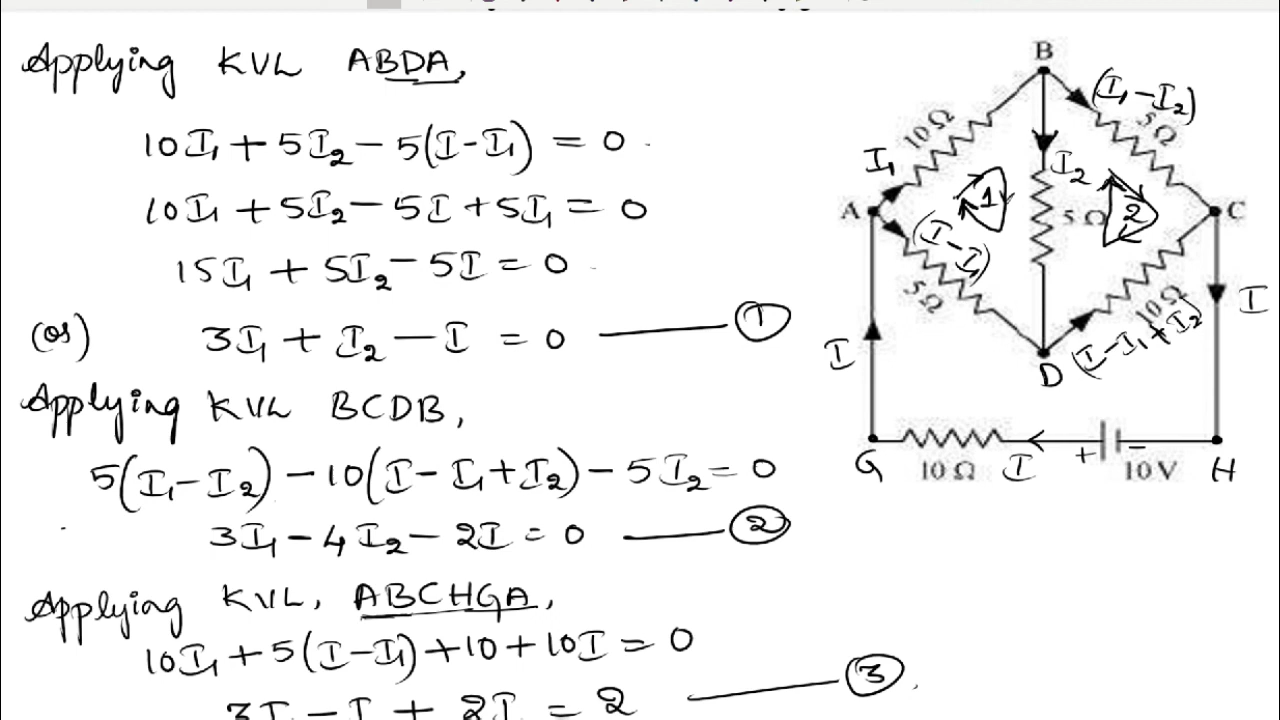 Applying KVL ABDA,
10I₁ + 5I₂ - 5(I-I₁) = 0
10I₁ + 5I₂ - 5I + 5I₁ = 0
15I₁ + 5I₂ - 5I = 0
(or) 3I₁ + I₂ - I = 0 —— ①
Applying KVL BCDB,
5(I₁-I₂) - 10(I-I₁+I₂) - 5I₂ = 0
3I₁ - 4I₂ - 2I = 0 —— ②
Applying KVL, ABCHGA,
10I₁ + 5(I-I₁) + 10 + 10I = 0
3I₁ - I + 2I = 2 —— ③
B
(I₁-I₂)
10Ω
5Ω
I₁
I₂
A
1
5Ω
2
C
(I-I₁)
5Ω
10Ω
I
I
D
(I-I₁+I₂)
G
10Ω
I
+
-
10V
H